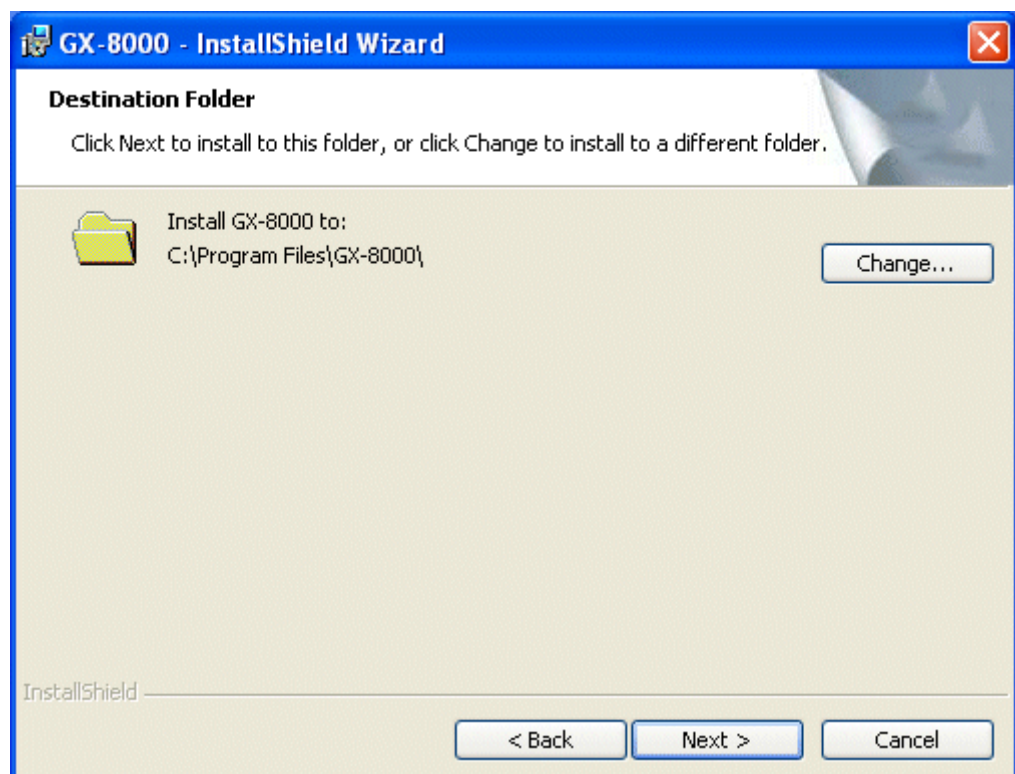 GX-8000 - InstallShield Wizard
Destination Folder
Click Next to install to this folder, or click Change to install to a different folder.
Install GX-8000 to:
C:\Program Files\GX-8000\
Change...
InstallShield
< Back
Next >
Cancel